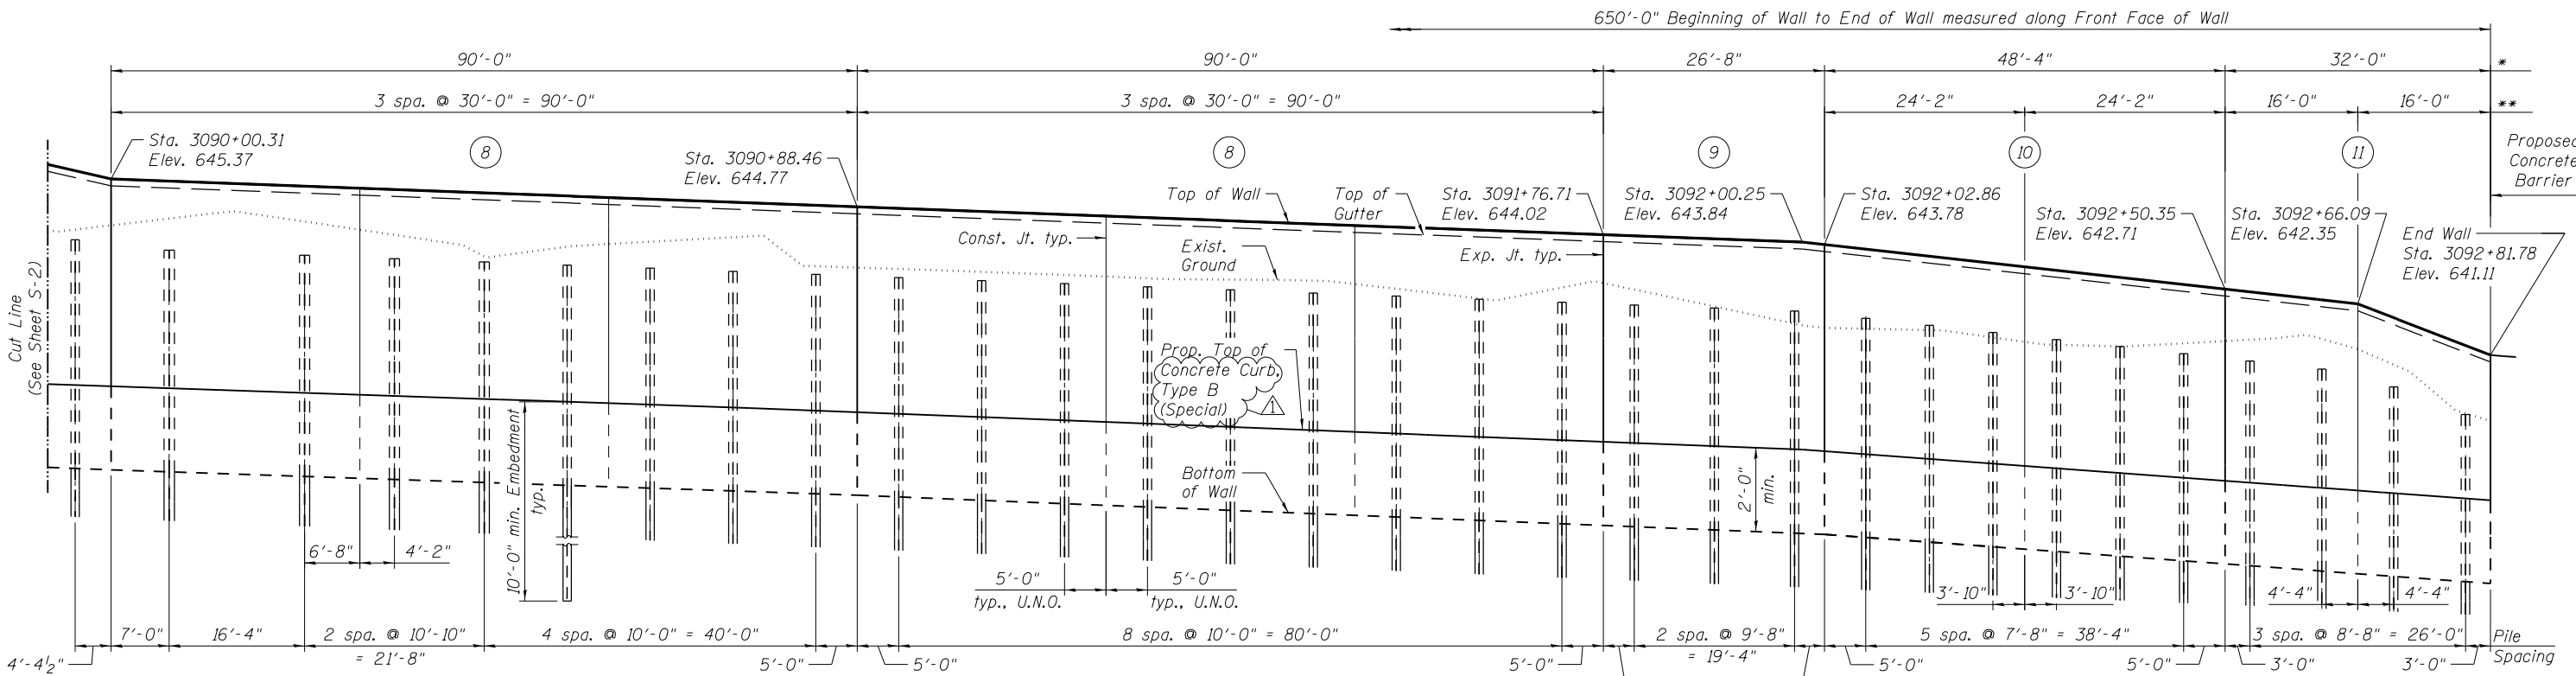 650'-0" Beginning of Wall to End of Wall measured along Front Face of Wall
90'-0"
90'-0"
26'-8"
48'-4"
32'-0"
*
3 spa. @ 30'-0" = 90'-0"
3 spa. @ 30'-0" = 90'-0"
24'-2"
24'-2"
16'-0"
16'-0"
**
Sta. 3090+00.31
Elev. 645.37
8
Sta. 3090+88.46
Elev. 644.77
8
9
10
11
Proposed
Concrete
Barrier
Top of Wall
Top of
Gutter
Sta. 3091+76.71
Elev. 644.02
Sta. 3092+00.25
Elev. 643.84
Sta. 3092+02.86
Elev. 643.78
Sta. 3092+50.35
Elev. 642.71
Sta. 3092+66.09
Elev. 642.35
End Wall
Sta. 3092+81.78
Elev. 641.11
Const. Jt. typ.
Exist.
Ground
Exp. Jt. typ.
Cut Line
(See Sheet S-2)
Prop. Top of
Concrete Curb,
Type B
(Special)
1
10'-0" min. Embedment
typ.
Bottom
of Wall
2'-0"
min.
6'-8"
4'-2"
5'-0"
typ., U.N.O.
5'-0"
typ., U.N.O.
3'-10"
3'-10"
4'-4"
4'-4"
4'-4½"
7'-0"
16'-4"
2 spa. @ 10'-10"
= 21'-8"
4 spa. @ 10'-0" = 40'-0"
5'-0"
5'-0"
8 spa. @ 10'-0" = 80'-0"
5'-0"
2 spa. @ 9'-8"
= 19'-4"
5'-0"
5 spa. @ 7'-8" = 38'-4"
5'-0"
3'-0"
3 spa. @ 8'-8" = 26'-0"
3'-0"
Pile
Spacing